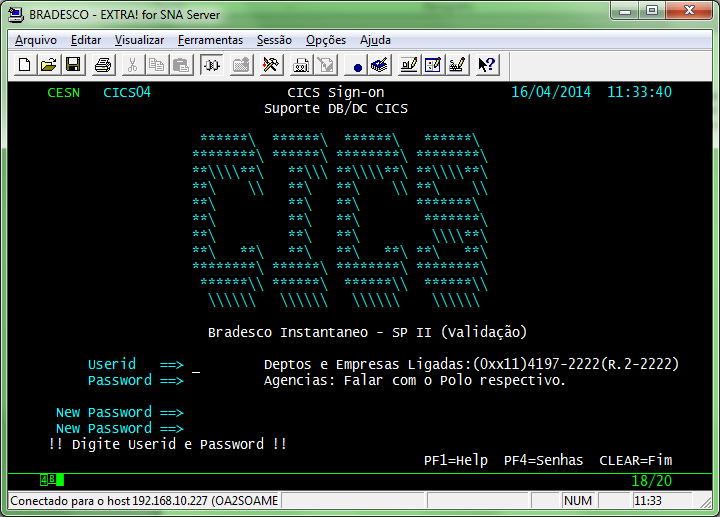 BRADESCO - EXTRA! for SNA Server
Arquivo Editar Visualizar Ferramentas Sessão Opções Ajuda
CESN CICS04 CICS Sign-on 16/04/2014 11:33:40
Suporte DB/DC CICS
Bradesco Instantaneo - SP II (Validação)
Userid ==> _ Deptos e Empresas Ligadas:(0xx11)4197-2222(R.2-2222)
Password ==> Agencias: Falar com o Polo respectivo.
New Password ==>
New Password ==>
!! Digite Userid e Password !!
PF1=Help PF4=Senhas CLEAR=Fim
4B 18/20
Conectado para o host 192.168.10.227 (OA2SOAME NUM 11:33